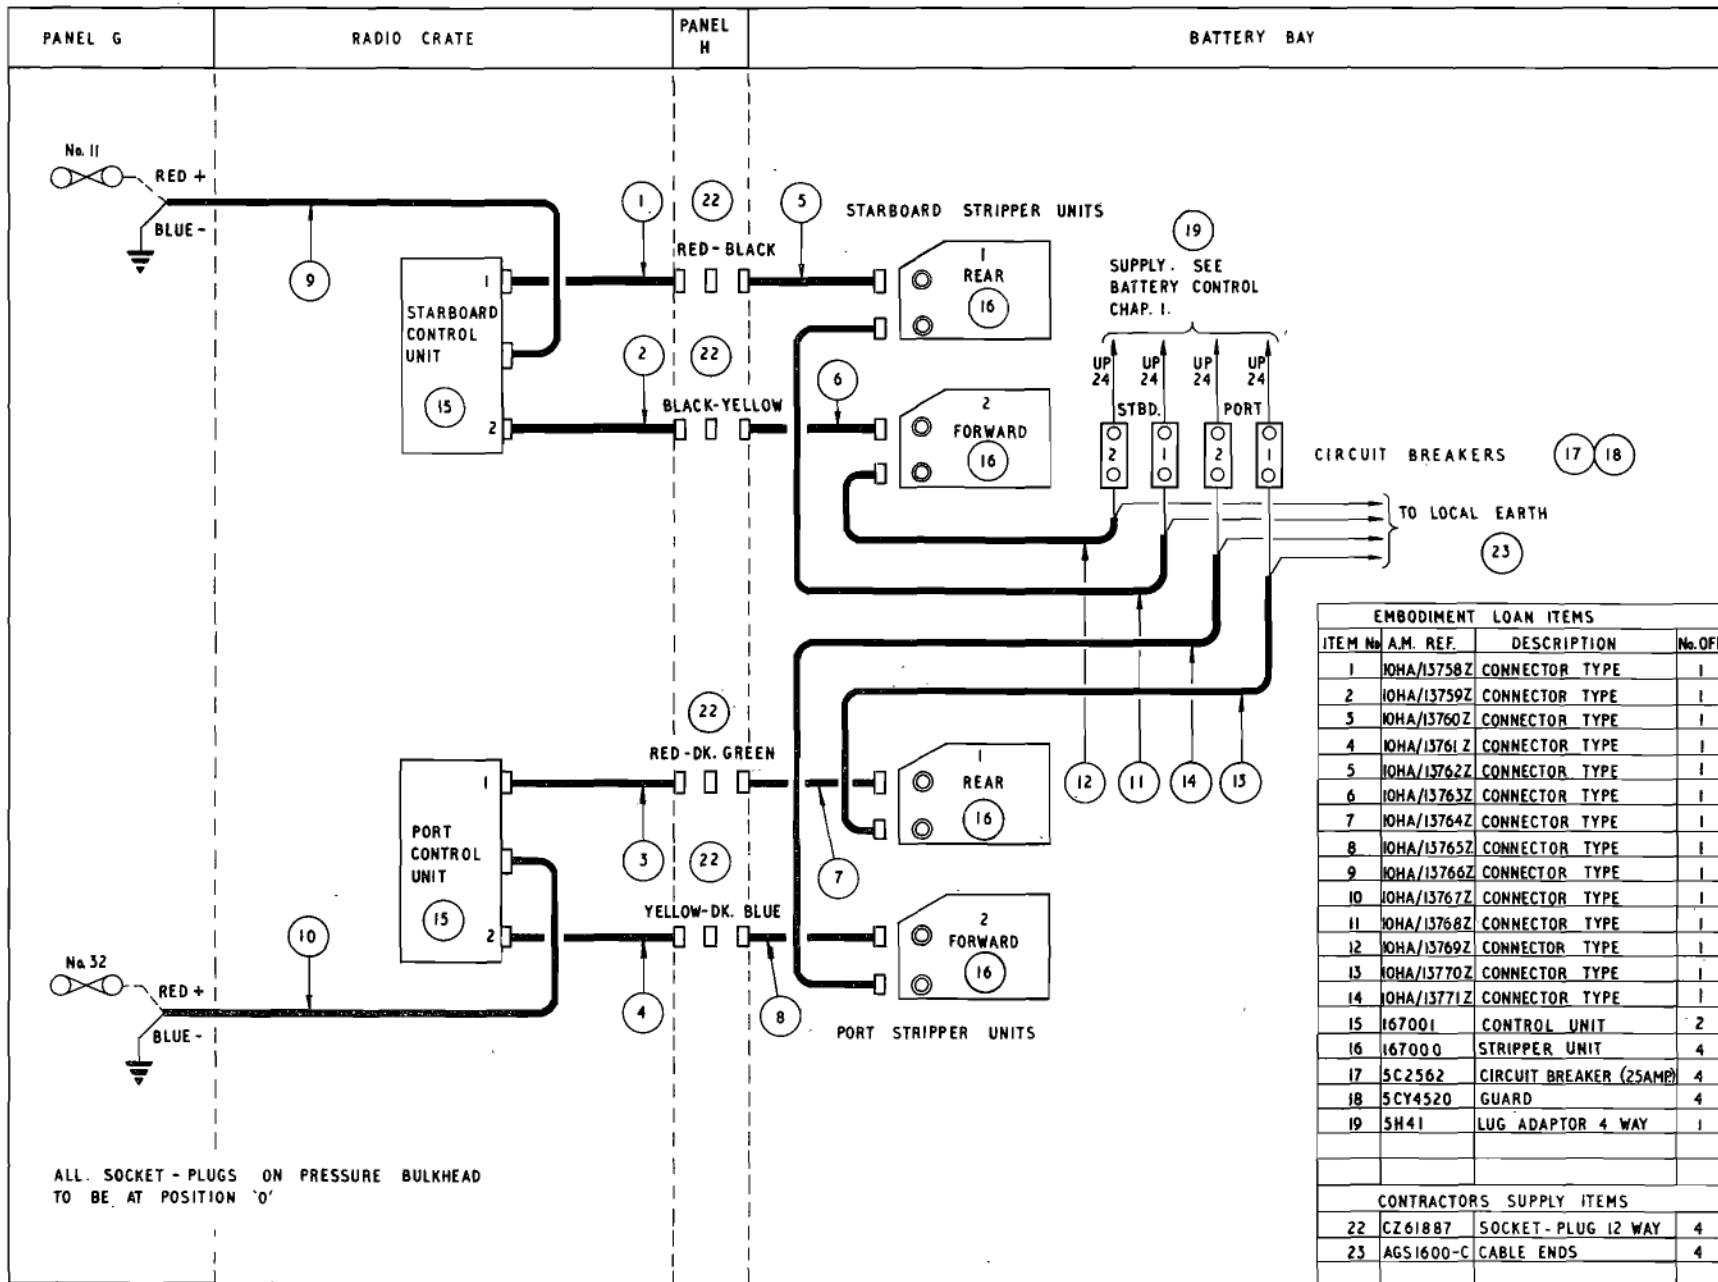 PANEL G
RADIO CRATE
PANEL
H
BATTERY BAY
No. 11
RED +
BLUE -
9
1
22
5
RED - BLACK
STARBOARD STRIPPER UNITS
1
REAR
16
19
SUPPLY. SEE
BATTERY CONTROL
CHAP. 1.
1
STARBOARD
CONTROL
UNIT
15
2
2
22
6
BLACK-YELLOW
2
FORWARD
16
UP
24
UP
24
UP
24
UP
24
STBD.
PORT
2
1
2
1
CIRCUIT BREAKERS
17
18
TO LOCAL EARTH
23
12
11
14
13
22
RED-DK. GREEN
1
PORT
CONTROL
UNIT
15
2
3
22
7
1
REAR
16
YELLOW-DK. BLUE
2
FORWARD
16
4
8
PORT STRIPPER UNITS
10
No. 32
RED +
BLUE -
ALL. SOCKET - PLUGS ON PRESSURE BULKHEAD
TO BE AT POSITION 'O'
EMBODIMENT LOAN ITEMS
ITEM No A.M. REF. DESCRIPTION No. OFF
1 10HA/13758Z CONNECTOR TYPE 1
2 10HA/13759Z CONNECTOR TYPE 1
3 10HA/13760Z CONNECTOR TYPE 1
4 10HA/13761Z CONNECTOR TYPE 1
5 10HA/13762Z CONNECTOR TYPE 1
6 10HA/13763Z CONNECTOR TYPE 1
7 10HA/13764Z CONNECTOR TYPE 1
8 10HA/13765Z CONNECTOR TYPE 1
9 10HA/13766Z CONNECTOR TYPE 1
10 10HA/13767Z CONNECTOR TYPE 1
11 10HA/13768Z CONNECTOR TYPE 1
12 10HA/13769Z CONNECTOR TYPE 1
13 10HA/13770Z CONNECTOR TYPE 1
14 10HA/13771Z CONNECTOR TYPE 1
15 167001 CONTROL UNIT 2
16 167000 STRIPPER UNIT 4
17 5C2562 CIRCUIT BREAKER (25AMP) 4
18 5CY4520 GUARD 4
19 5H41 LUG ADAPTOR 4 WAY 1
CONTRACTORS SUPPLY ITEMS
22 CZ61887 SOCKET - PLUG 12 WAY 4
23 AGS1600-C CABLE ENDS 4